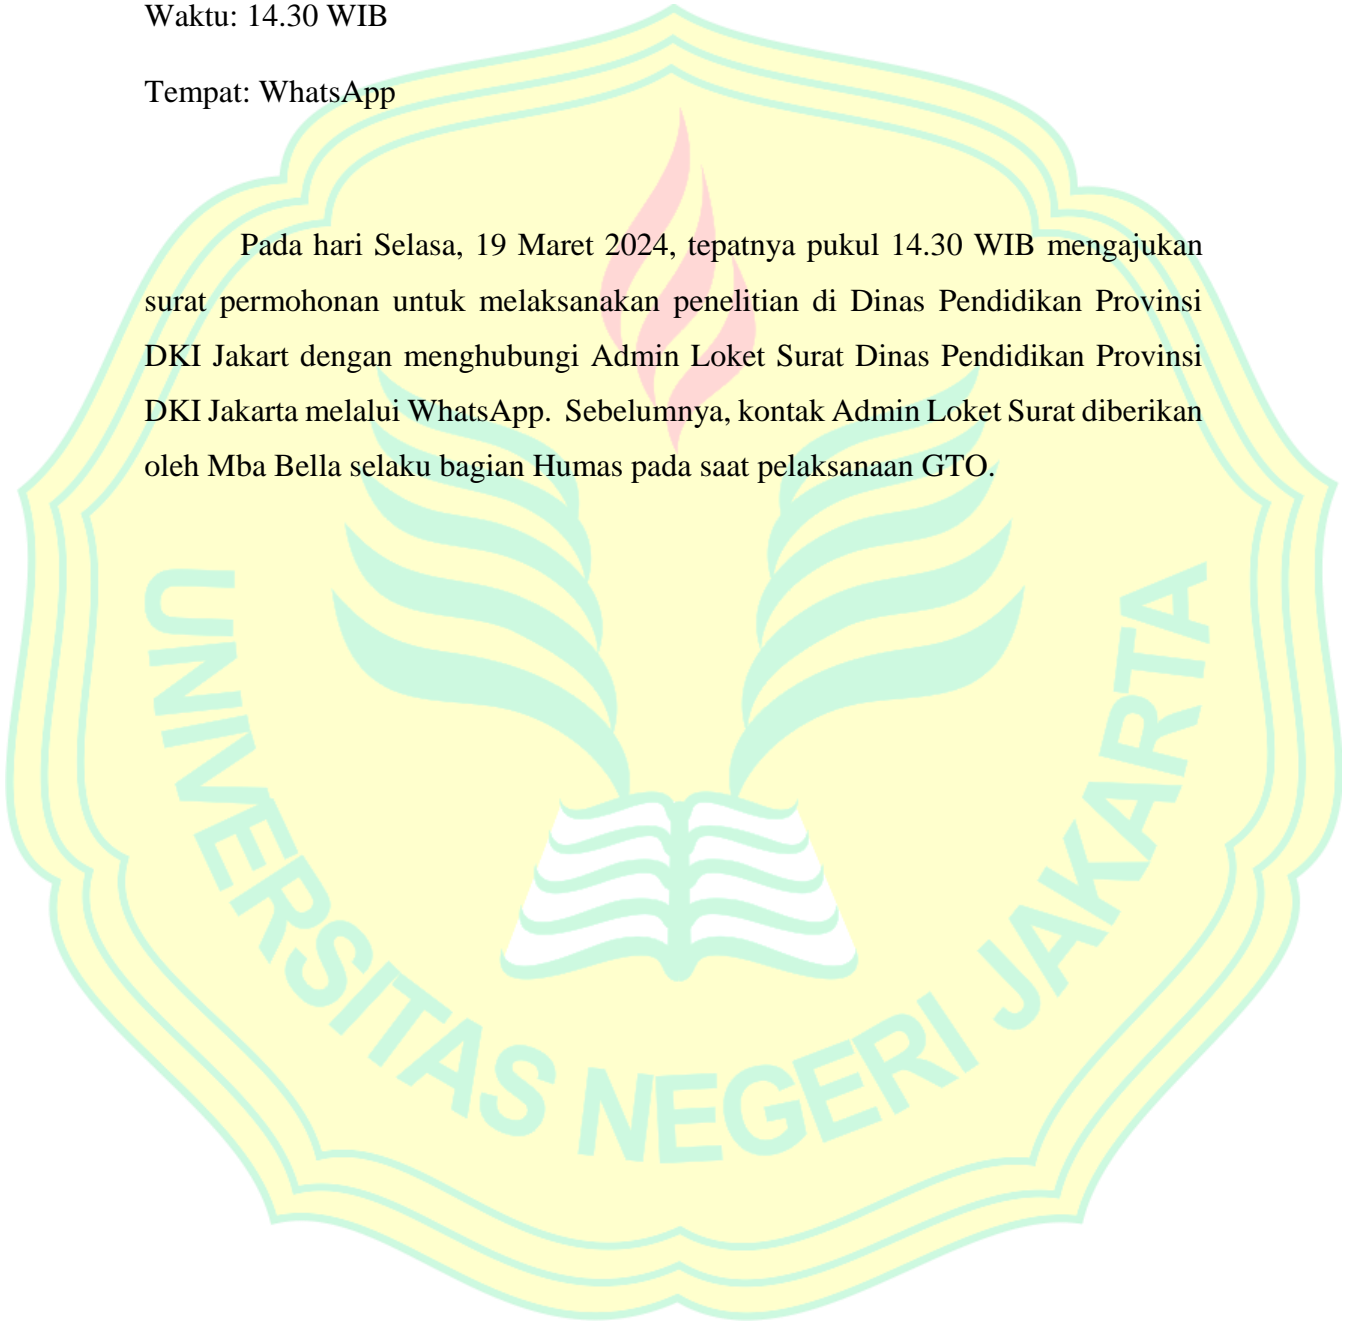 Waktu: 14.30 WIB
Tempat: WhatsApp
Pada hari Selasa, 19 Maret 2024, tepatnya pukul 14.30 WIB mengajukan
surat permohonan untuk melaksanakan penelitian di Dinas Pendidikan Provinsi
DKI Jakart dengan menghubungi Admin Loket Surat Dinas Pendidikan Provinsi
DKI Jakarta melalui WhatsApp. Sebelumnya, kontak Admin Loket Surat diberikan
oleh Mba Bella selaku bagian Humas pada saat pelaksanaan GTO.
UNIVERSITAS NEGERI JAKARTA